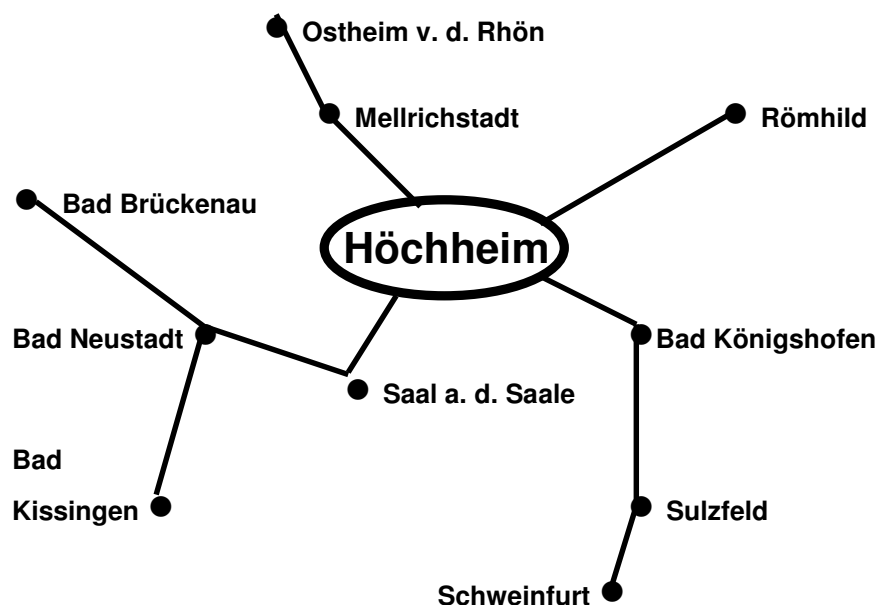 Ostheim v. d. Rhön
Mellrichstadt
Römhild
Bad Brückenau
Höchheim
Bad Neustadt
Bad Königshofen
Saal a. d. Saale
Bad
Kissingen
Sulzfeld
Schweinfurt